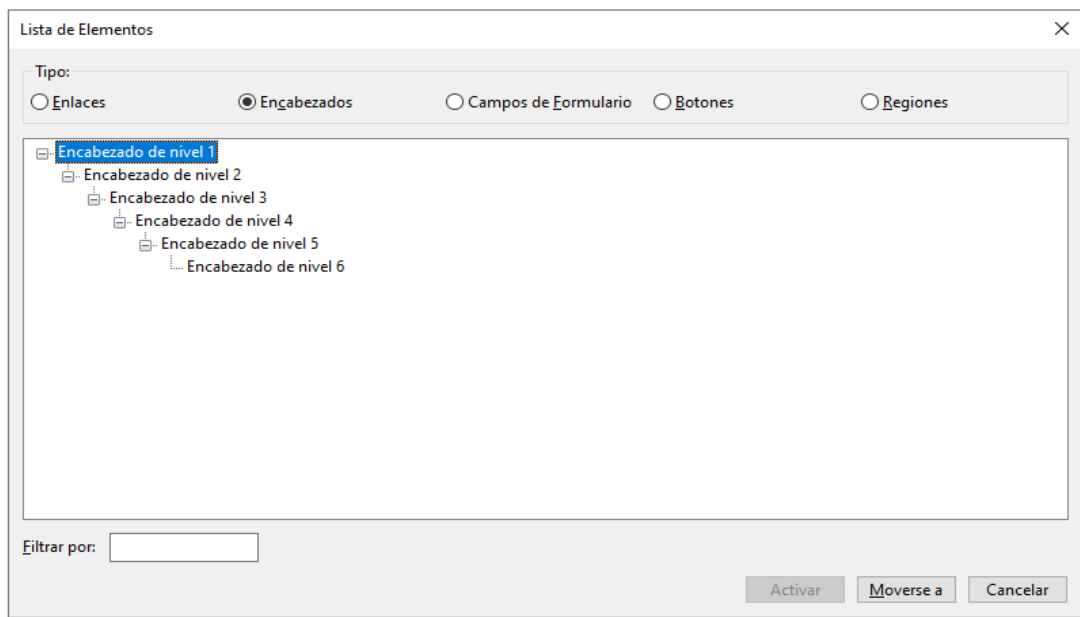 Lista de Elementos
Tipo:
Enlaces Encabezados Campos de Formulario Botones Regiones
Encabezado de nivel 1
Encabezado de nivel 2
Encabezado de nivel 3
Encabezado de nivel 4
Encabezado de nivel 5
Encabezado de nivel 6
Filtrar por:
Activar Moverse a Cancelar